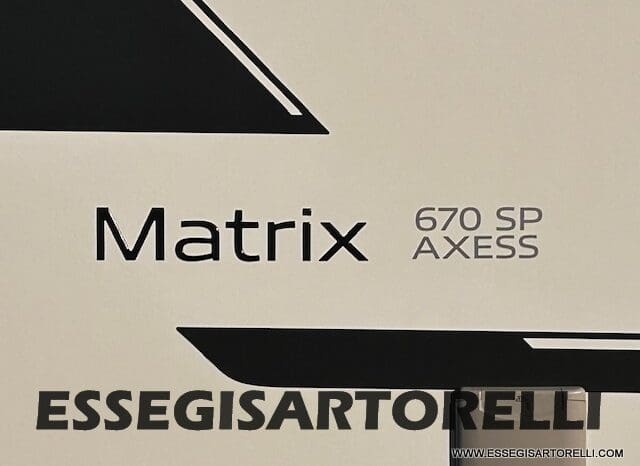 Matrix 670 SP
AXESS
ESSEGISARTORELLI
WWW.ESSEGISARTORELLI.COM